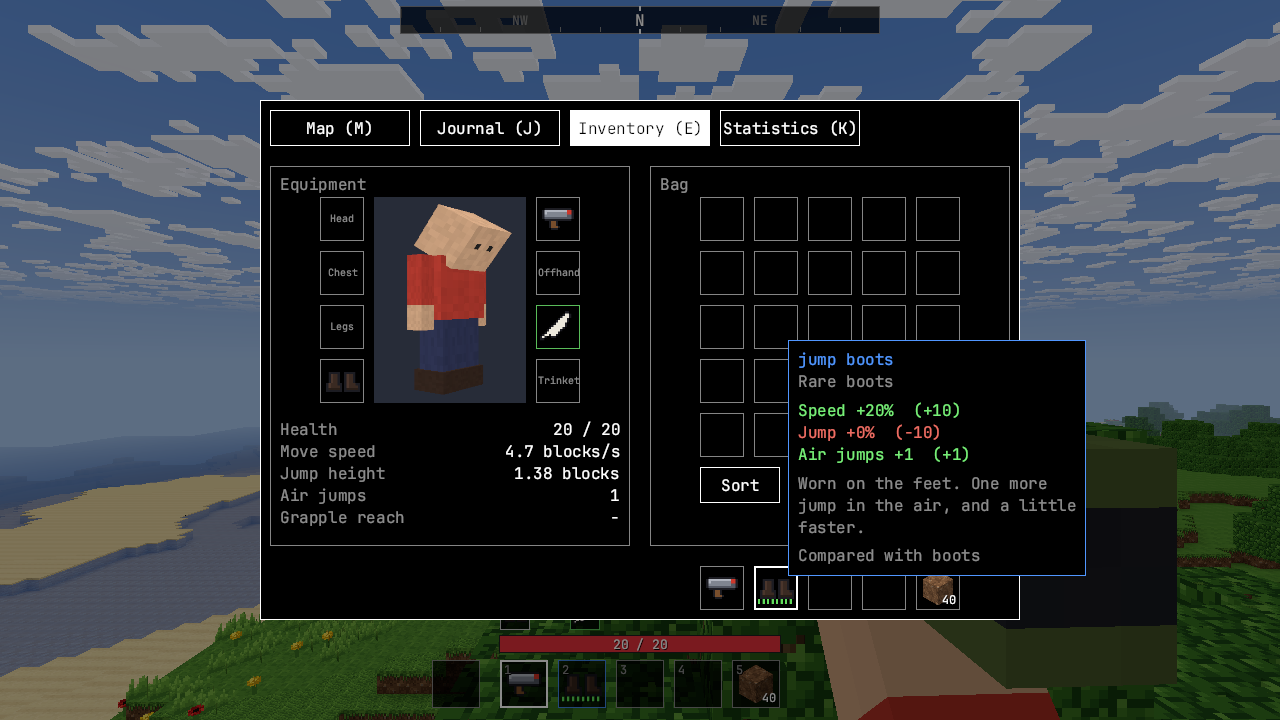 NW N NE
Map (M) Journal (J) Inventory (E) Statistics (K)
Equipment
Bag
Head
Chest
Offhand
Legs
Trinket
Health 20 / 20
Move speed 4.7 blocks/s
Jump height 1.38 blocks
Air jumps 1
Grapple reach -
Sort
jump boots
Rare boots
Speed +20% (+10)
Jump +0% (-10)
Air jumps +1 (+1)
Worn on the feet. One more
jump in the air, and a little
faster.
Compared with boots
40
20 / 20
1 2 3 4 5
40